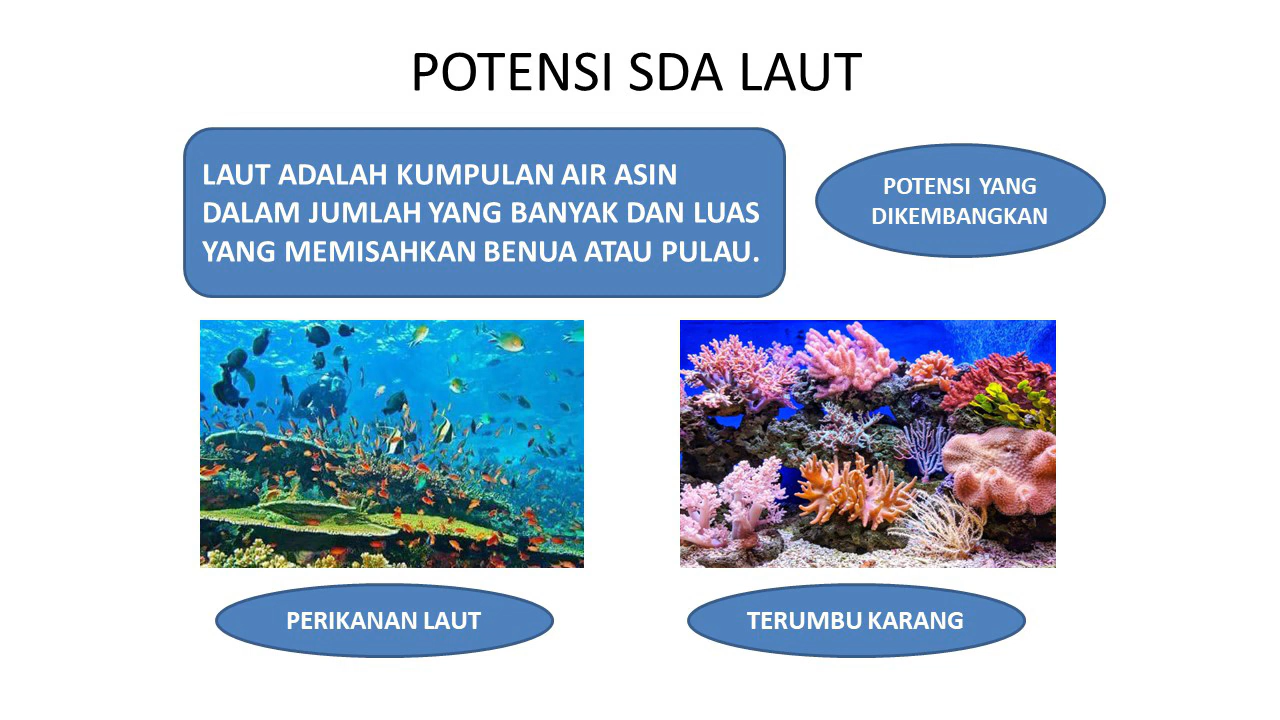 POTENSI SDA LAUT
LAUT ADALAH KUMPULAN AIR ASIN
DALAM JUMLAH YANG BANYAK DAN LUAS
YANG MEMISAHKAN BENUA ATAU PULAU.
POTENSI YANG
DIKEMBANGKAN
PERIKANAN LAUT
TERUMBU KARANG